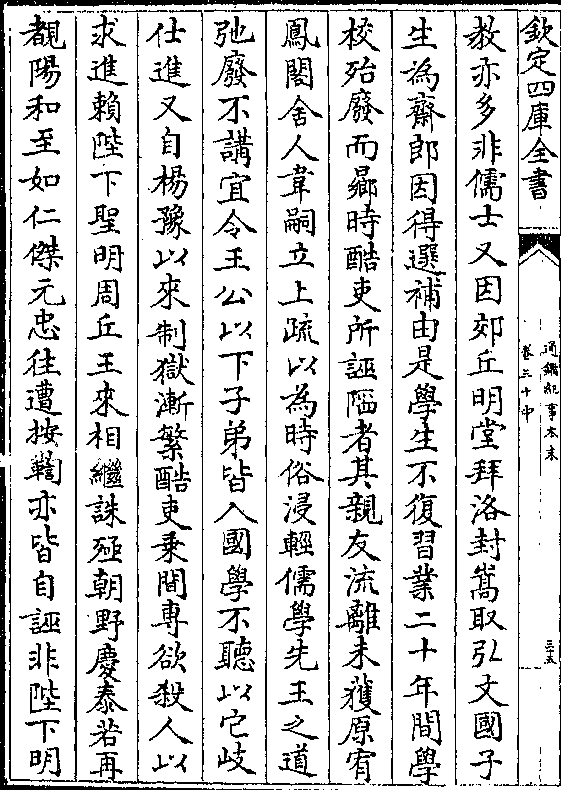 欽定四庫全書
通鑑紀事本末
卷三十中
三五
教亦多非儒士又因郊丘明堂拜洛封嵩取弘文國子
生為齋郎因得選補由是學生不復習業二十年間學
校殆廢而曏時酷吏所誣陷者其親友流離未獲原宥
鳳閣舍人韋嗣立上疏以為時俗浸輕儒學先王之道
弛廢不講宜令王公以下子弟皆入國學不聽以它岐
仕進又自楊豫以來制獄漸繁酷吏乗間專欲殺人以
求進賴陛下聖明周丘王來相繼誅殛朝野慶泰若再
覩陽和至如仁傑元忠往遭按鞫亦皆自誣非陛下明